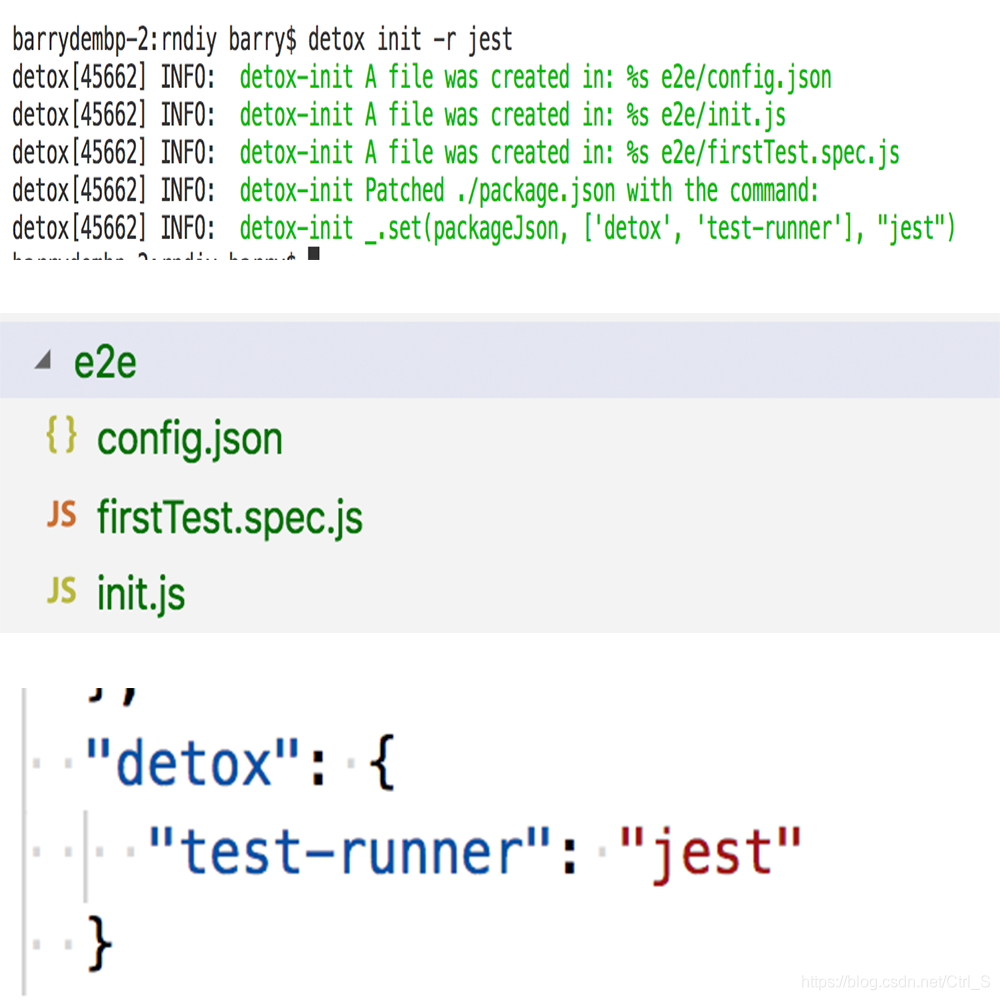 barrydembp-2:rndiy barry$ detox init -r jest
detox[45662] INFO:  detox-init A file was created in: %s e2e/config.json
detox[45662] INFO:  detox-init A file was created in: %s e2e/init.js
detox[45662] INFO:  detox-init A file was created in: %s e2e/firstTest.spec.js
detox[45662] INFO:  detox-init Patched ./package.json with the command:
detox[45662] INFO:  detox-init _.set(packageJson, ['detox', 'test-runner'], "jest")
barrydembp-2:rndiy barry$
e2e
{ } config.json
JS firstTest.spec.js
JS init.js
},
"detox": {
"test-runner": "jest"
}
https://blog.csdn.net/Ctrl_S